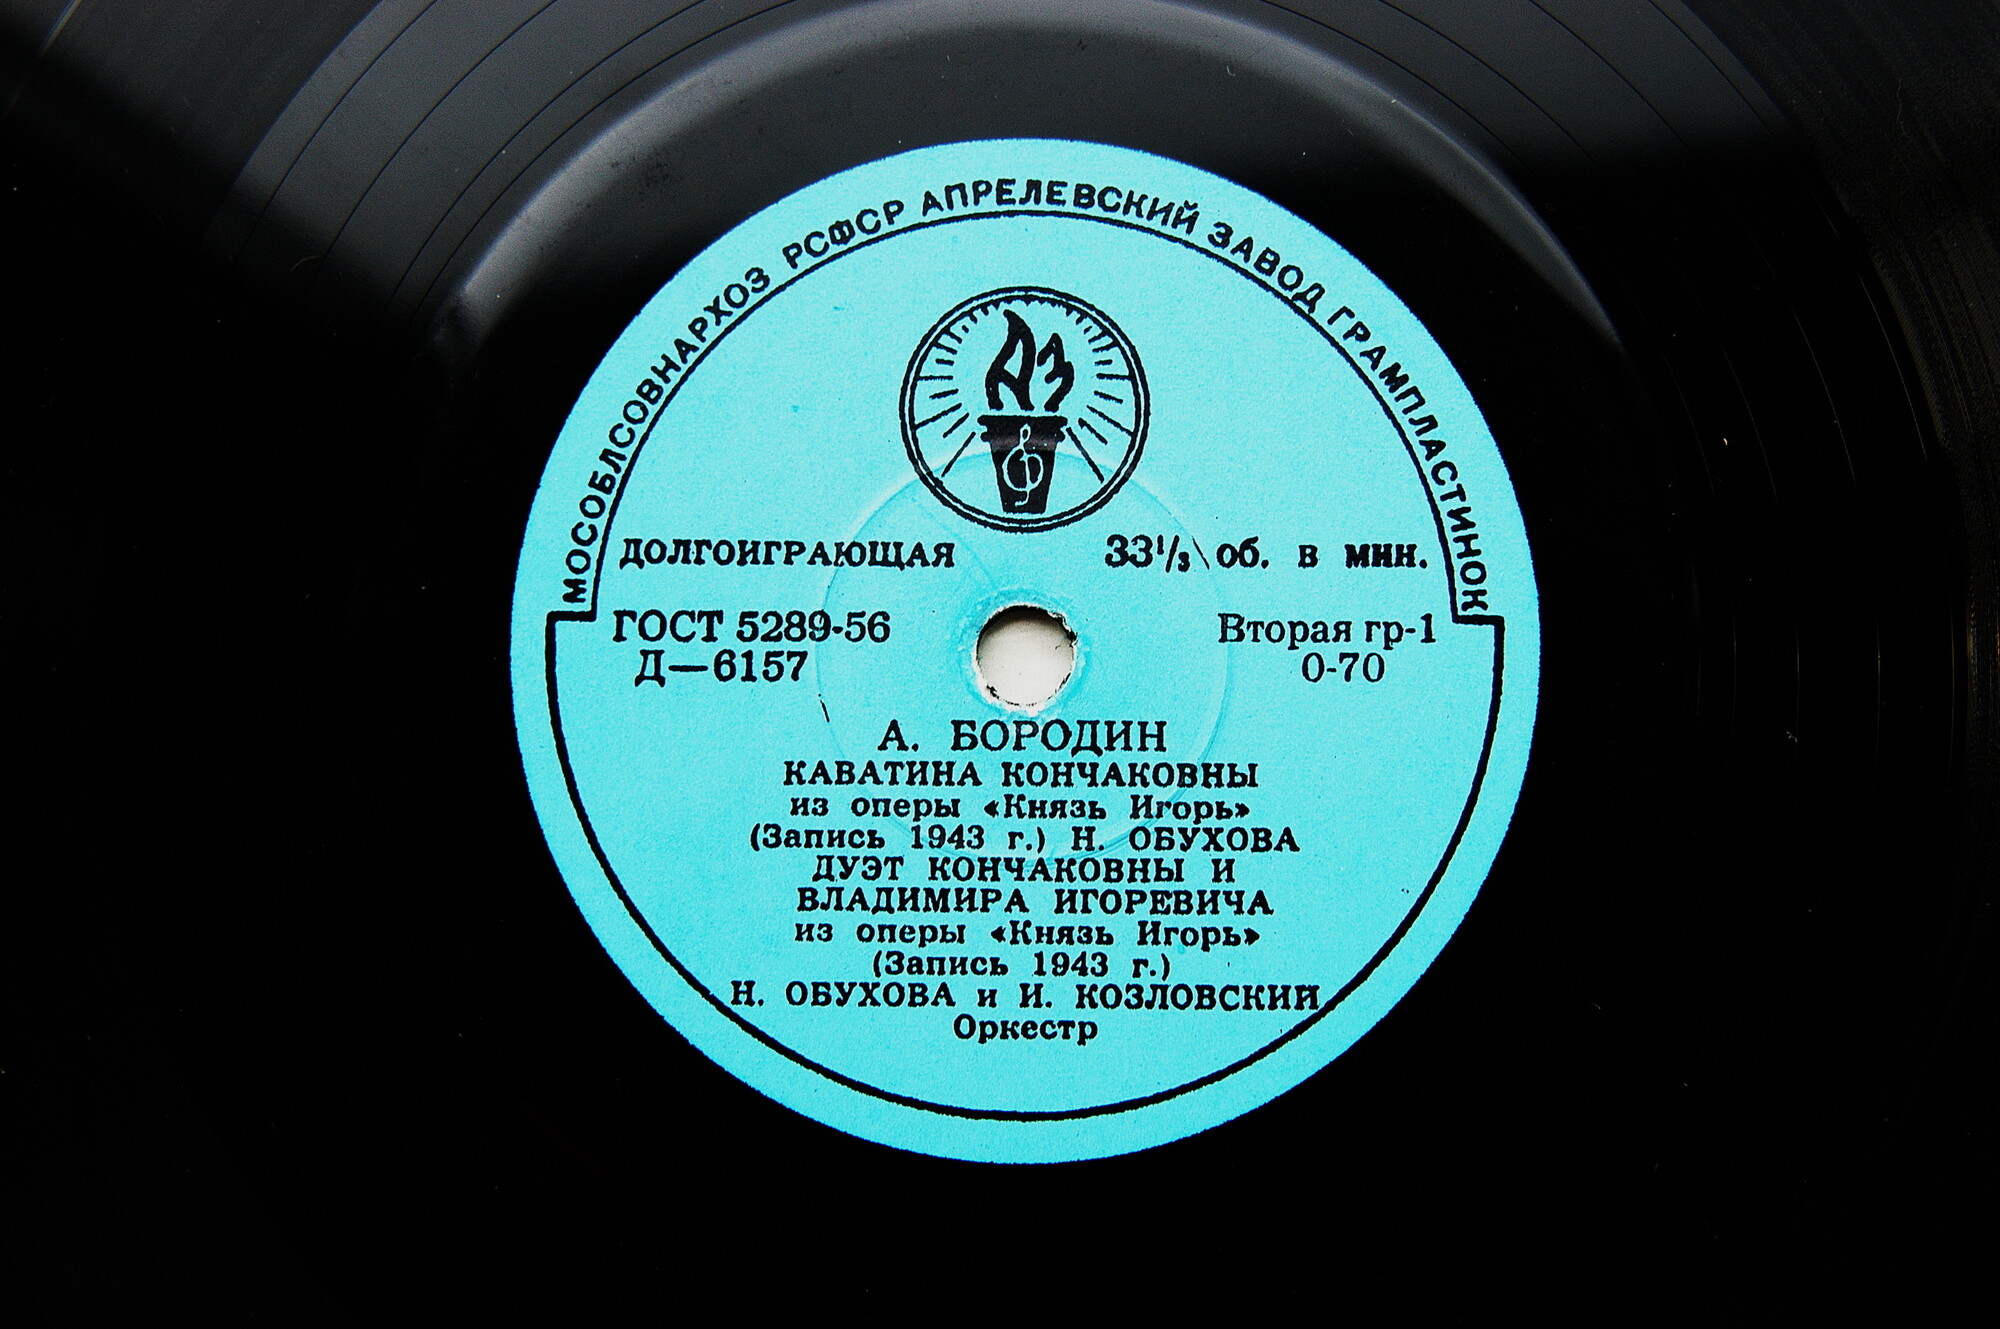 МОСОБЛСОВНАРХОЗ РСФСР АПРЕЛЕВСКИЙ ЗАВОД ГРАМПЛАСТИНОК
АЗ
ДОЛГОИГРАЮЩАЯ 33⅓ об. в мин.
ГОСТ 5289-56 Вторая гр-1
Д—6157 0-70
А. БОРОДИН
КАВАТИНА КОНЧАКОВНЫ
из оперы «Князь Игорь»
(Запись 1943 г.) Н. ОБУХОВА
ДУЭТ КОНЧАКОВНЫ И
ВЛАДИМИРА ИГОРЕВИЧА
из оперы «Князь Игорь»
(Запись 1943 г.)
Н. ОБУХОВА и И. КОЗЛОВСКИЙ
Оркестр